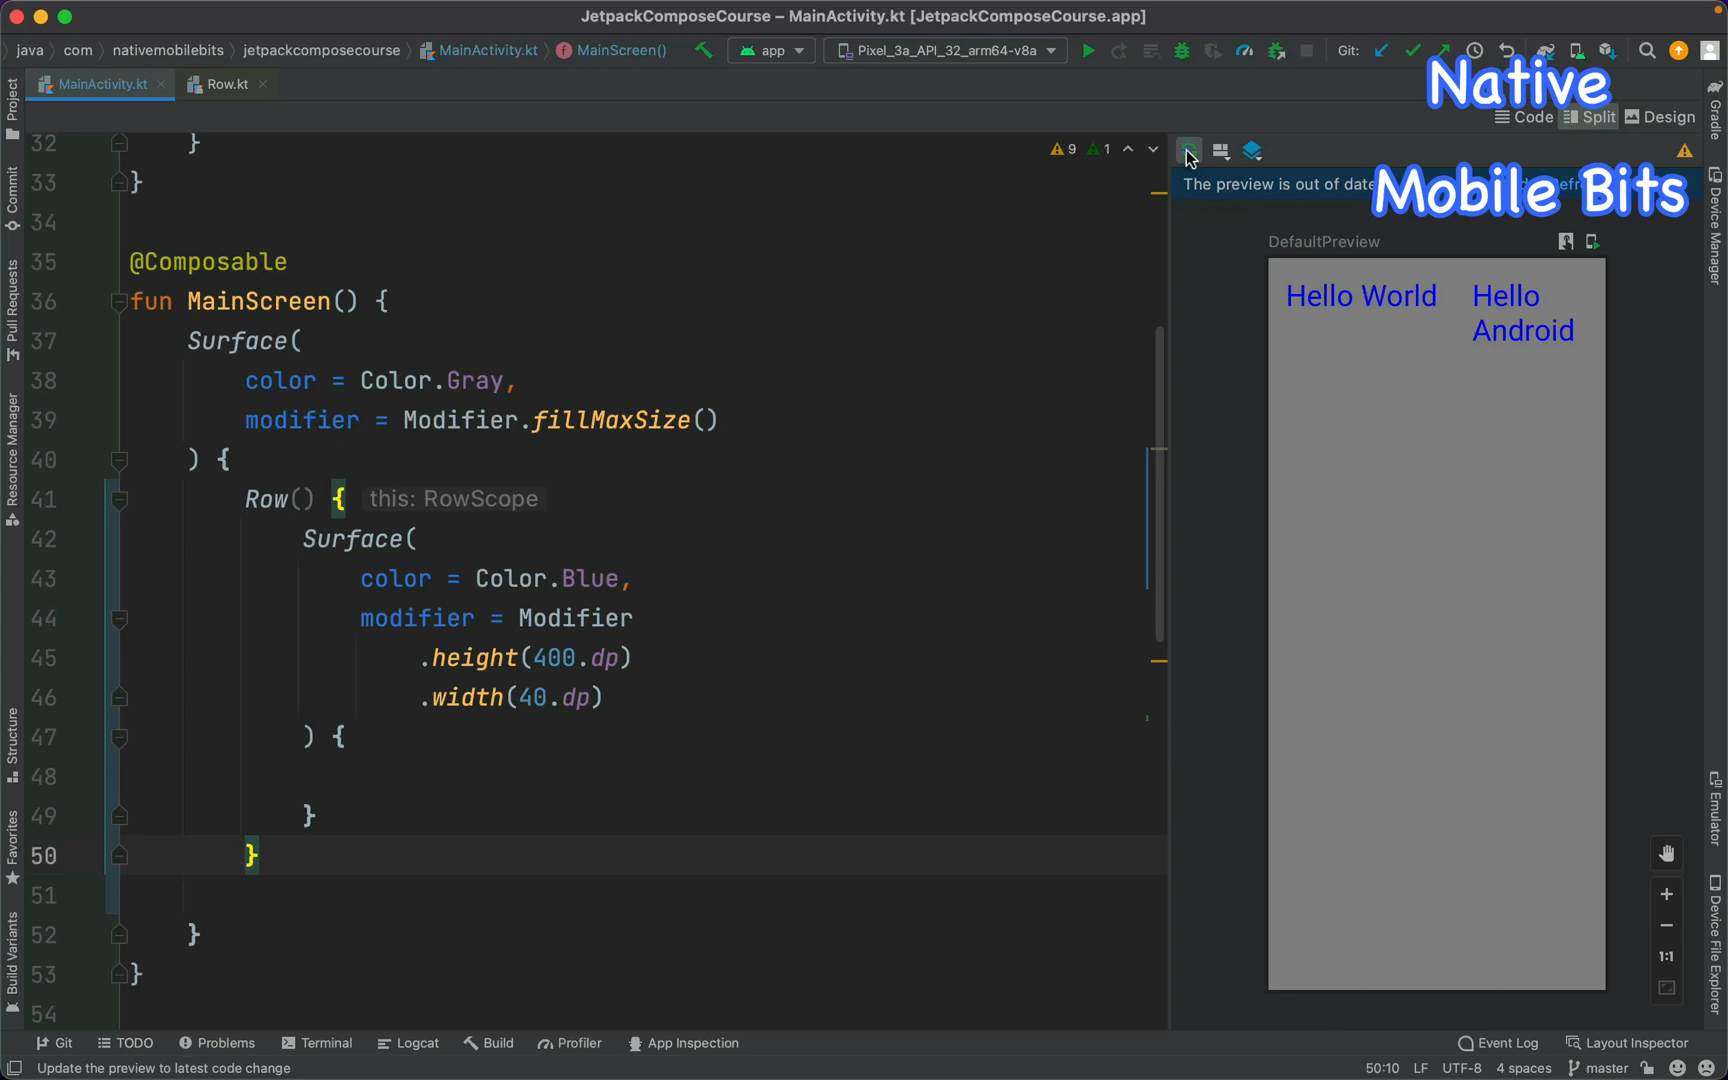 JetpackComposeCourse – MainActivity.kt [JetpackComposeCourse.app]
java com nativemobilebits jetpackcomposecourse MainActivity.kt MainScreen() app Pixel_3a_API_32_arm64-v8a Git:
MainActivity.kt Row.kt
Native
Code Split Design
9 1
The preview is out of date
Mobile Bits
DefaultPreview
Hello World
Hello
Android
32 }
33 }
34
35 @Composable
36 fun MainScreen() {
37 Surface(
38 color = Color.Gray,
39 modifier = Modifier.fillMaxSize()
40 ) {
41 Row() { this: RowScope
42 Surface(
43 color = Color.Blue,
44 modifier = Modifier
45 .height(400.dp)
46 .width(40.dp)
47 ) {
48
49 }
50 }
51
52 }
53 }
54
1:1
Project
Commit
Pull Requests
Resource Manager
Structure
Favorites
Build Variants
Gradle
Device Manager
Emulator
Device File Explorer
Git TODO Problems Terminal Logcat Build Profiler App Inspection Event Log Layout Inspector
Update the preview to latest code change 50:10 LF UTF-8 4 spaces master